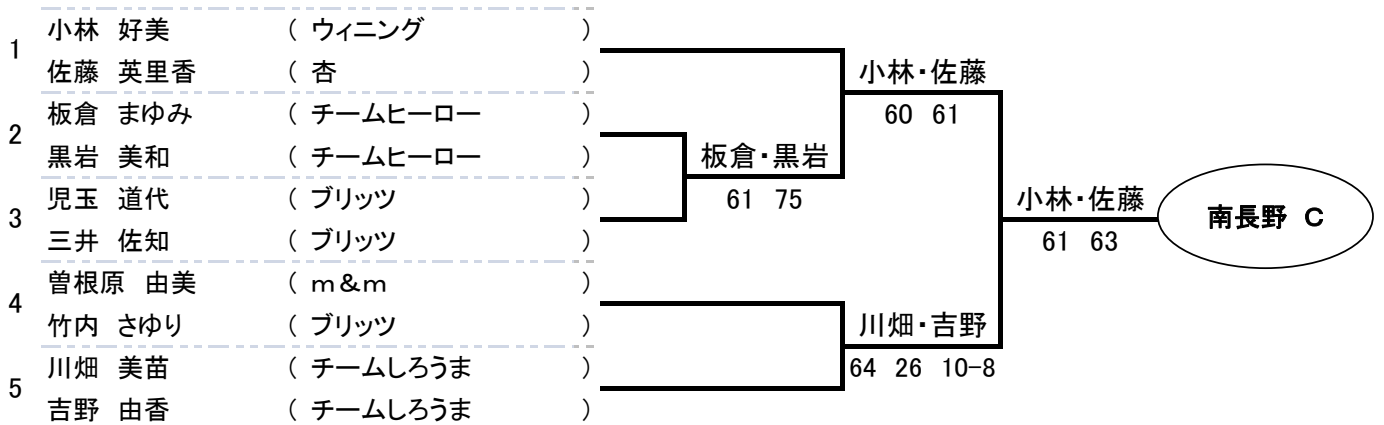 1
小林 好美 ( ウィニング )
佐藤 英里香 ( 杏 )
2
板倉 まゆみ ( チームヒーロー )
黒岩 美和 ( チームヒーロー )
3
児玉 道代 ( ブリッツ )
三井 佐知 ( ブリッツ )
4
曽根原 由美 ( m&m )
竹内 さゆり ( ブリッツ )
5
川畑 美苗 ( チームしろうま )
吉野 由香 ( チームしろうま )
板倉・黒岩
61 75
小林・佐藤
60 61
川畑・吉野
64 26 10-8
小林・佐藤
61 63
南長野 C